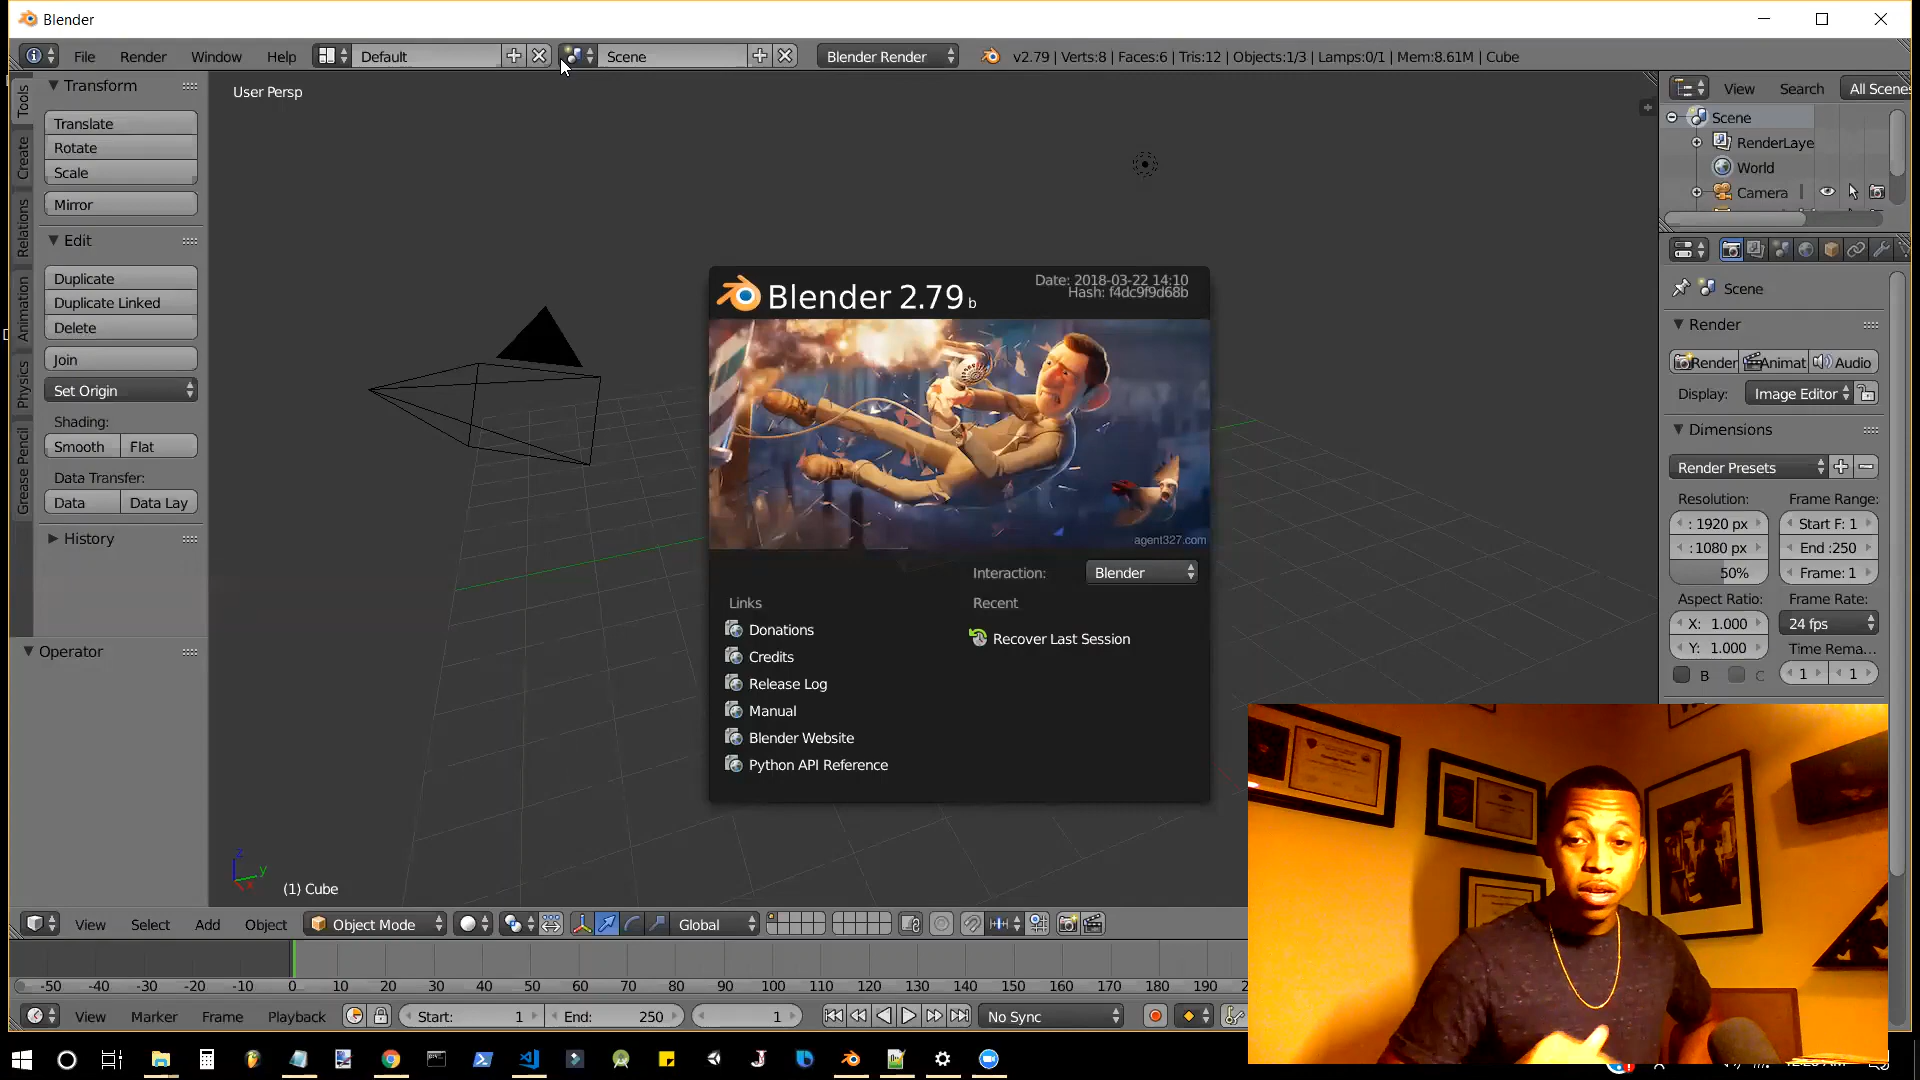 Blender
File Render Window Help Default Scene Blender Render v2.79 | Verts:8 | Faces:6 | Tris:12 | Objects:1/3 | Lamps:0/1 | Mem:8.61M | Cube
Tools
Create
Relations
Animation
Physics
Grease Pencil
Transform
Translate
Rotate
Scale
Mirror
Edit
Duplicate
Duplicate Linked
Delete
Join
Set Origin
Shading:
Smooth Flat
Data Transfer:
Data Data Lay
History
Operator
User Persp
Blender 2.79 b
Date: 2018-03-22 14:10
Hash: f4dc9f9d68b
agent327.com
Interaction: Blender
Links
Donations
Credits
Release Log
Manual
Blender Website
Python API Reference
Recent
Recover Last Session
z
y
x
(1) Cube
View Search All Scenes
Scene
RenderLaye
World
Camera
Scene
Render
Render Animat Audio
Display: Image Editor
Dimensions
Render Presets
Resolution: Frame Range:
: 1920 px Start F: 1
: 1080 px End :250
50% Frame: 1
Aspect Ratio: Frame Rate:
X: 1.000 24 fps
Y: 1.000 Time Rema...
B C 1 1
View Select Add Object Object Mode Global
-50 -40 -30 -20 -10 0 10 20 30 40 50 60 70 80 90 100 110 120 130 140 150 160 170 180 190
View Marker Frame Playback Start: 1 End: 250 1 No Sync